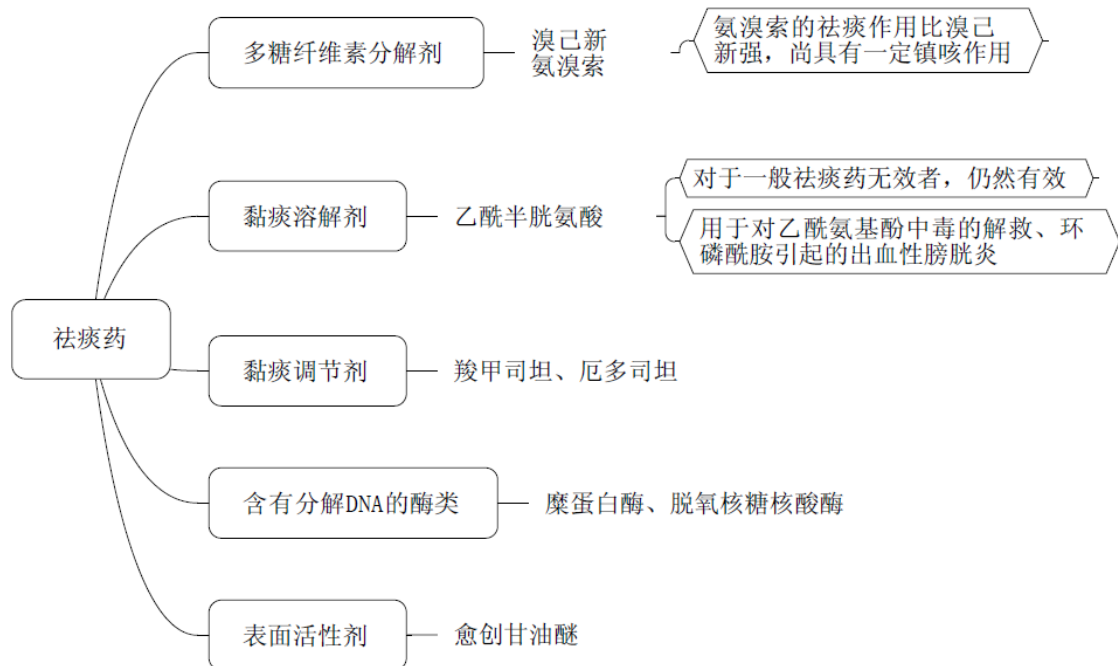 祛痰药
多糖纤维素分解剂
溴己新
氨溴索
氨溴索的祛痰作用比溴己
新强，尚具有一定镇咳作用
黏痰溶解剂
乙酰半胱氨酸
对于一般祛痰药无效者，仍然有效
用于对乙酰氨基酚中毒的解救、环
磷酰胺引起的出血性膀胱炎
黏痰调节剂
羧甲司坦、厄多司坦
含有分解DNA的酶类
糜蛋白酶、脱氧核糖核酸酶
表面活性剂
愈创甘油醚